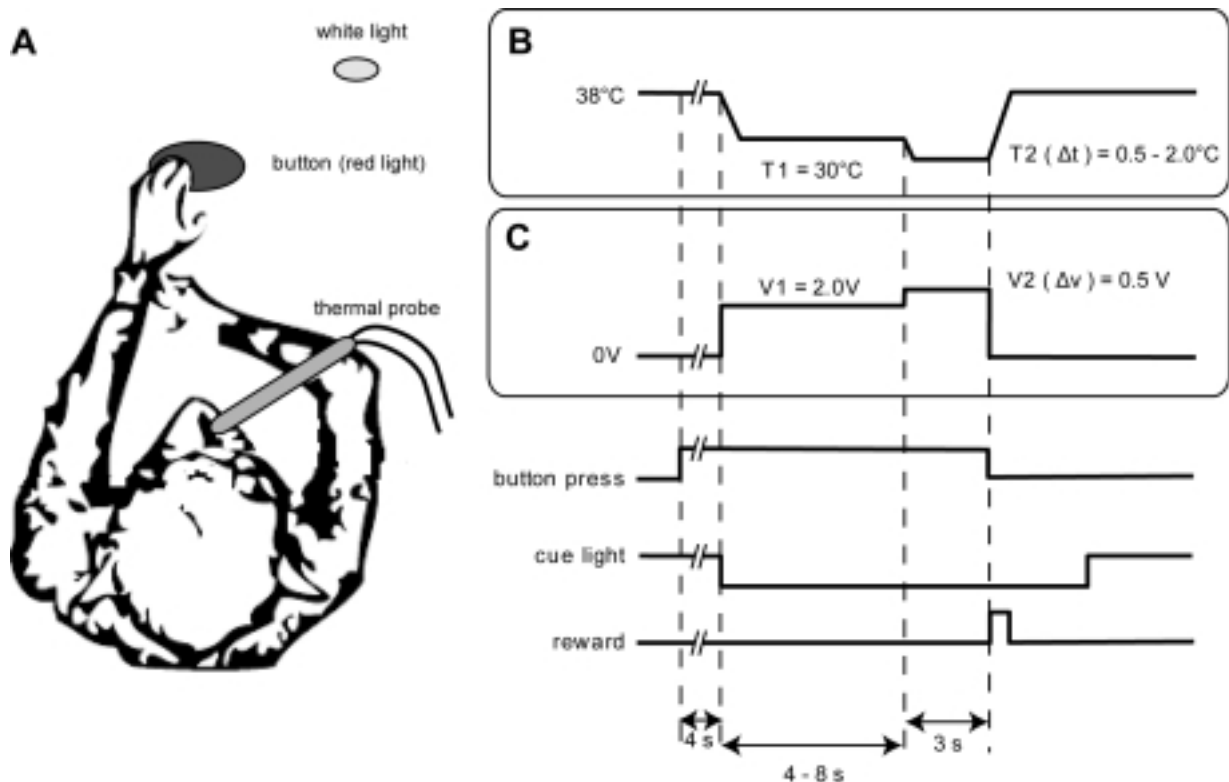 A
white light
button (red light)
thermal probe
B
38°C
T1 = 30°C
T2 ( Δt ) = 0.5 - 2.0°C
C
V1 = 2.0V
V2 ( Δv ) = 0.5 V
0V
button press
cue light
reward
4 s
3 s
4 - 8 s